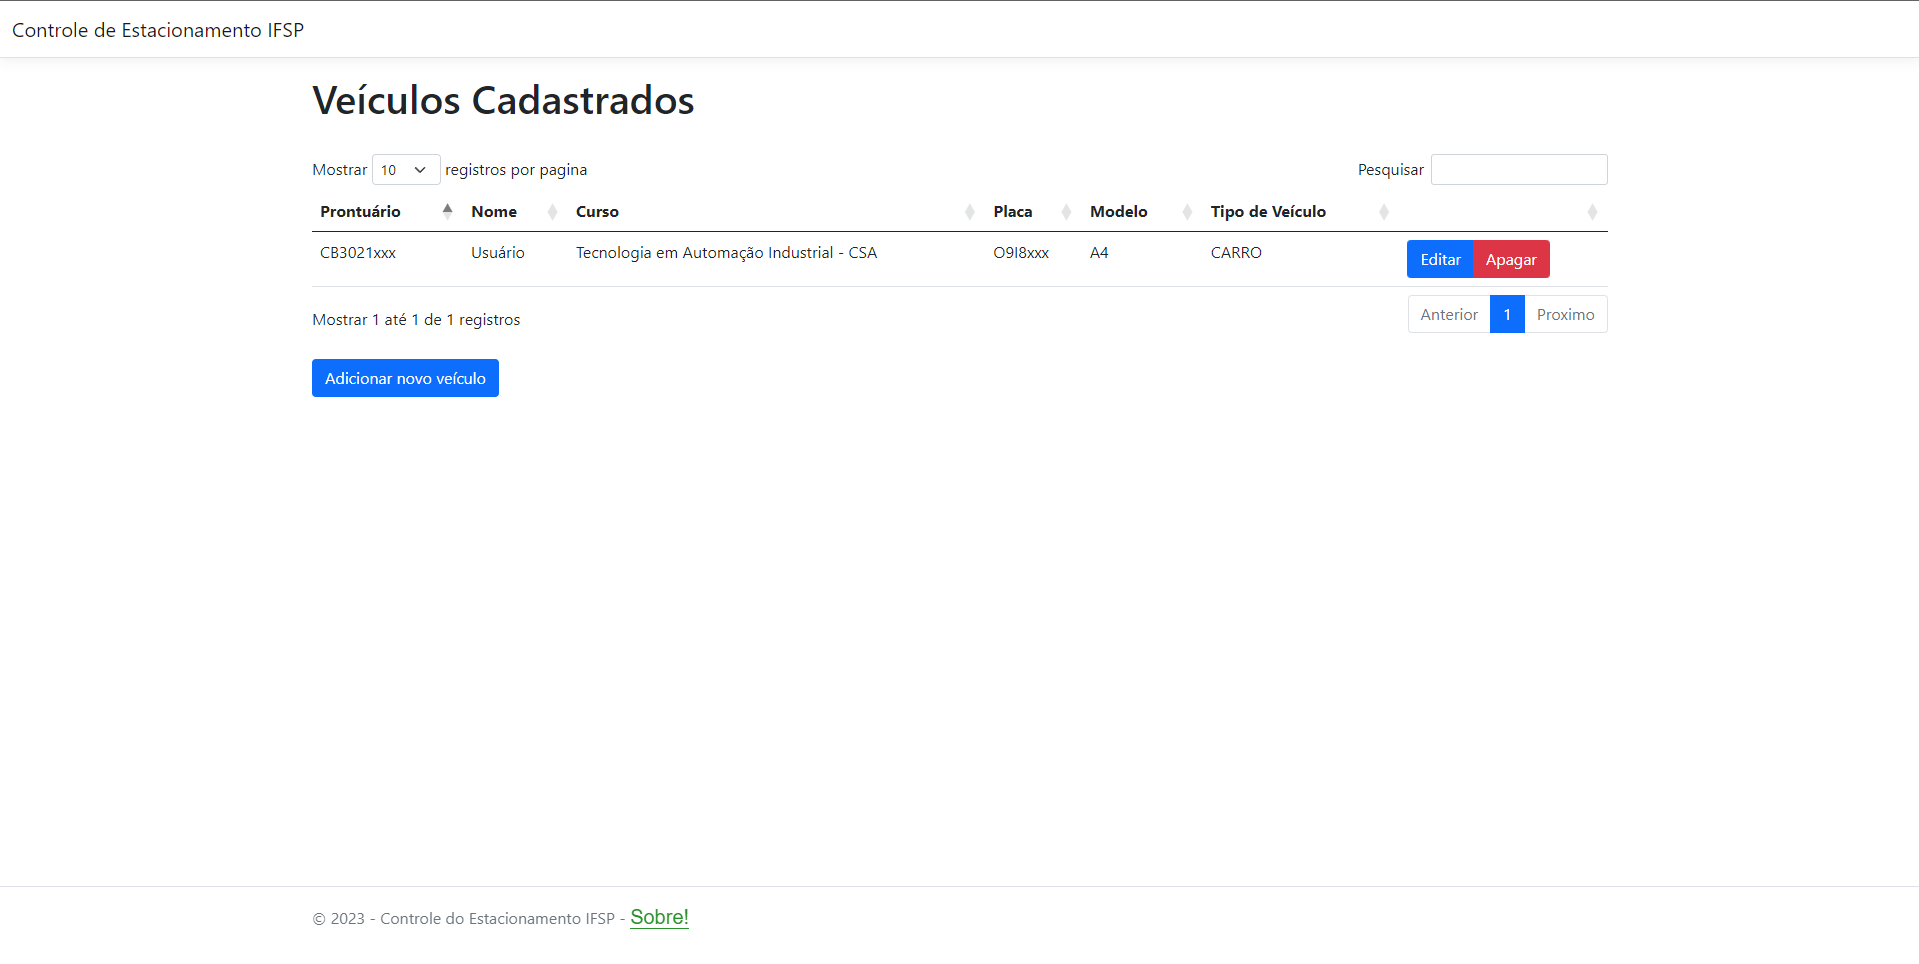 Controle de Estacionamento IFSP
Veículos Cadastrados
Mostrar 10 registros por pagina Pesquisar
Prontuário Nome Curso Placa Modelo Tipo de Veículo
CB3021xxx Usuário Tecnologia em Automação Industrial - CSA O9I8xxx A4 CARRO Editar Apagar
Mostrar 1 até 1 de 1 registros Anterior 1 Proximo
Adicionar novo veículo
© 2023 - Controle do Estacionamento IFSP - Sobre!